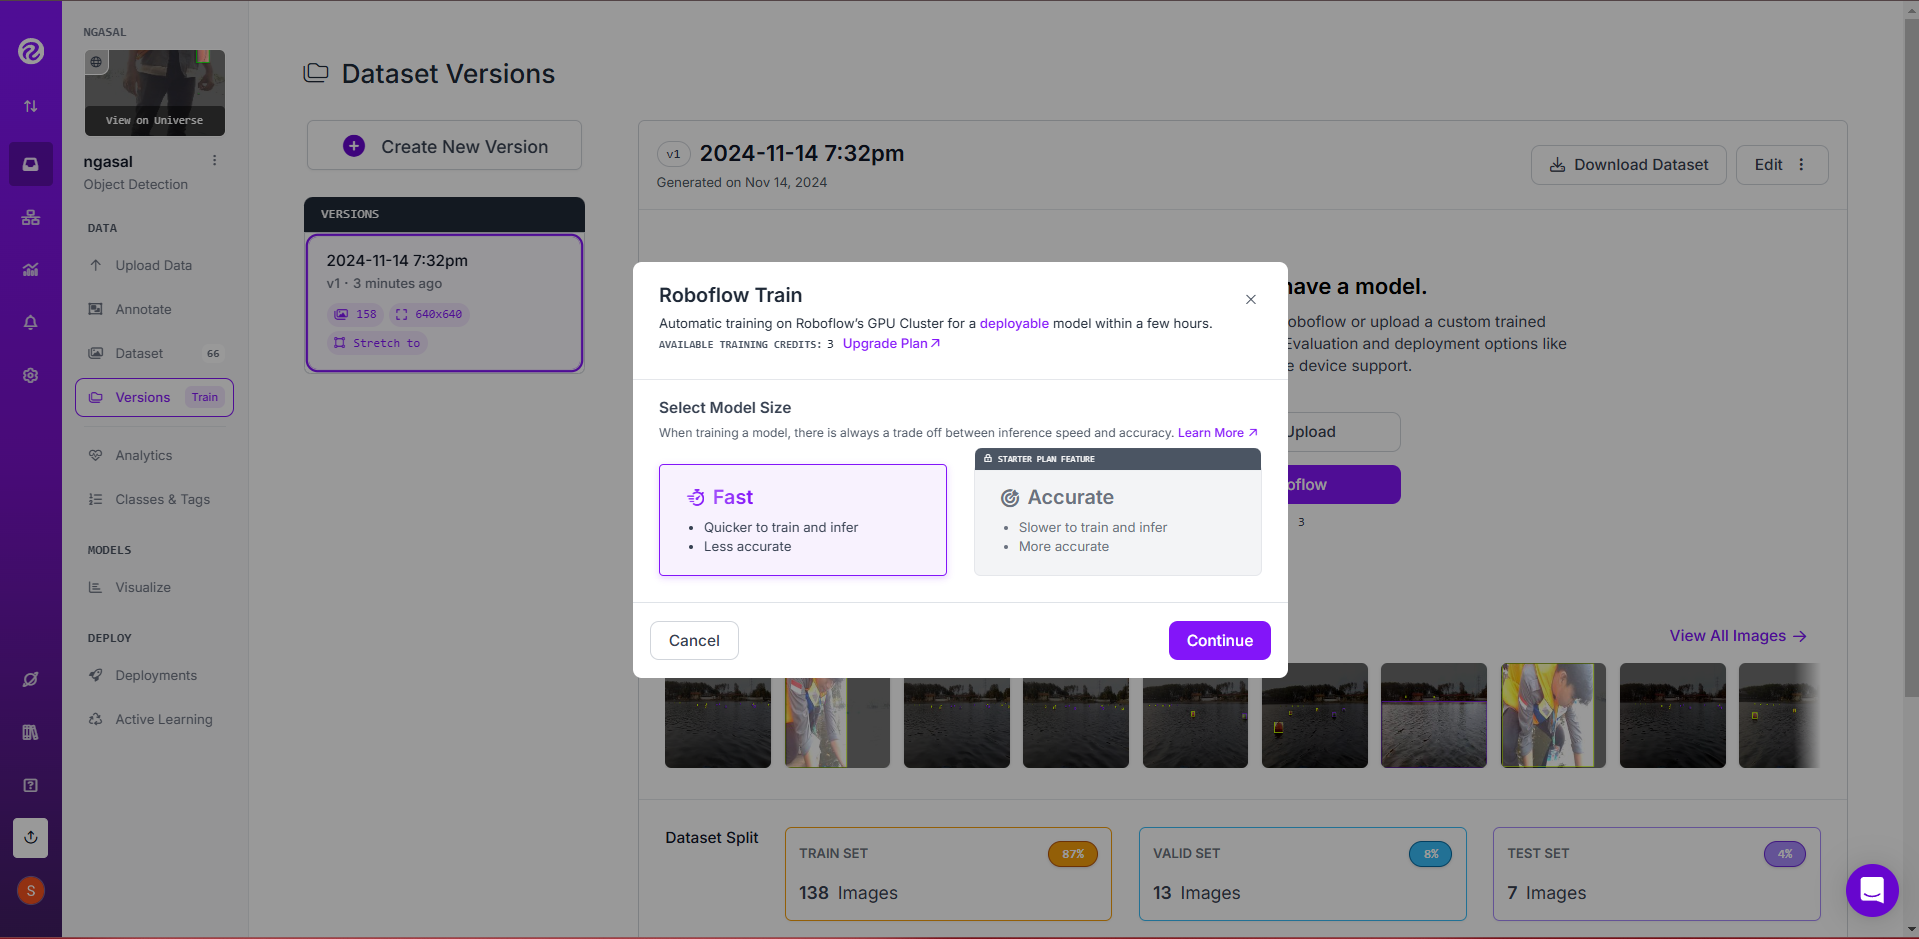 NGASAL
View on Universe
ngasal
Object Detection
DATA
Upload Data
Annotate
Dataset 66
Versions Train
Analytics
Classes & Tags
MODELS
Visualize
DEPLOY
Deployments
Active Learning
S
Dataset Versions
Create New Version
VERSIONS
2024-11-14 7:32pm
v1 · 3 minutes ago
158 640x640
Stretch to
v1 2024-11-14 7:32pm
Generated on Nov 14, 2024
Download Dataset
Edit
have a model.
oboflow or upload a custom trained
Evaluation and deployment options like
e device support.
Upload
oflow
3
Roboflow Train
Automatic training on Roboflow's GPU Cluster for a deployable model within a few hours.
AVAILABLE TRAINING CREDITS: 3 Upgrade Plan
Select Model Size
When training a model, there is always a trade off between inference speed and accuracy. Learn More
Fast
• Quicker to train and infer
• Less accurate
STARTER PLAN FEATURE
Accurate
• Slower to train and infer
• More accurate
Cancel
Continue
View All Images
Dataset Split
TRAIN SET 87%
138 Images
VALID SET 8%
13 Images
TEST SET 4%
7 Images